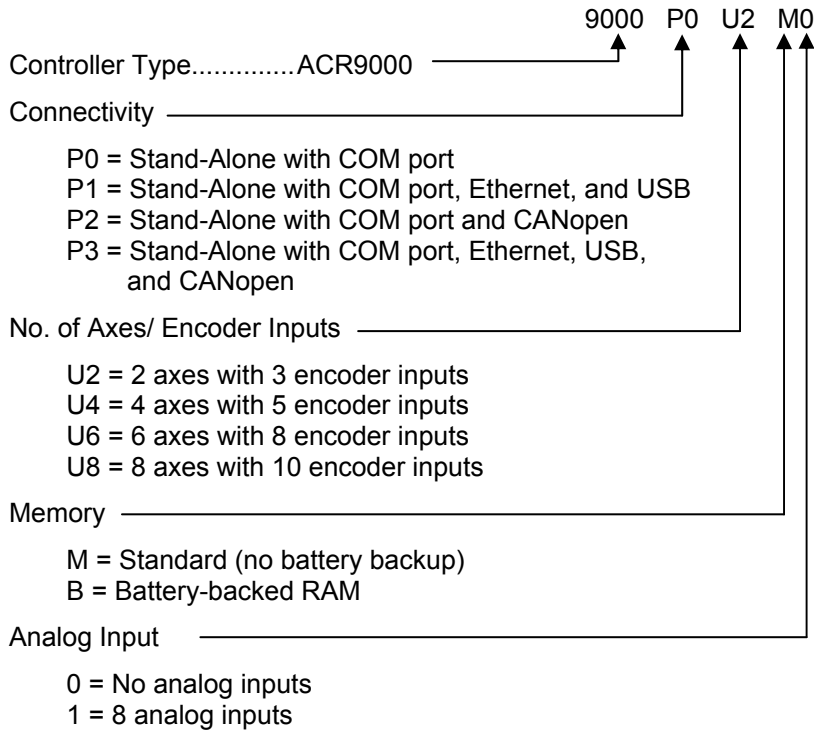 9000 P0 U2 M0
Controller Type..............ACR9000
Connectivity
P0 = Stand-Alone with COM port
P1 = Stand-Alone with COM port, Ethernet, and USB
P2 = Stand-Alone with COM port and CANopen
P3 = Stand-Alone with COM port, Ethernet, USB,
and CANopen
No. of Axes/ Encoder Inputs
U2 = 2 axes with 3 encoder inputs
U4 = 4 axes with 5 encoder inputs
U6 = 6 axes with 8 encoder inputs
U8 = 8 axes with 10 encoder inputs
Memory
M = Standard (no battery backup)
B = Battery-backed RAM
Analog Input
0 = No analog inputs
1 = 8 analog inputs